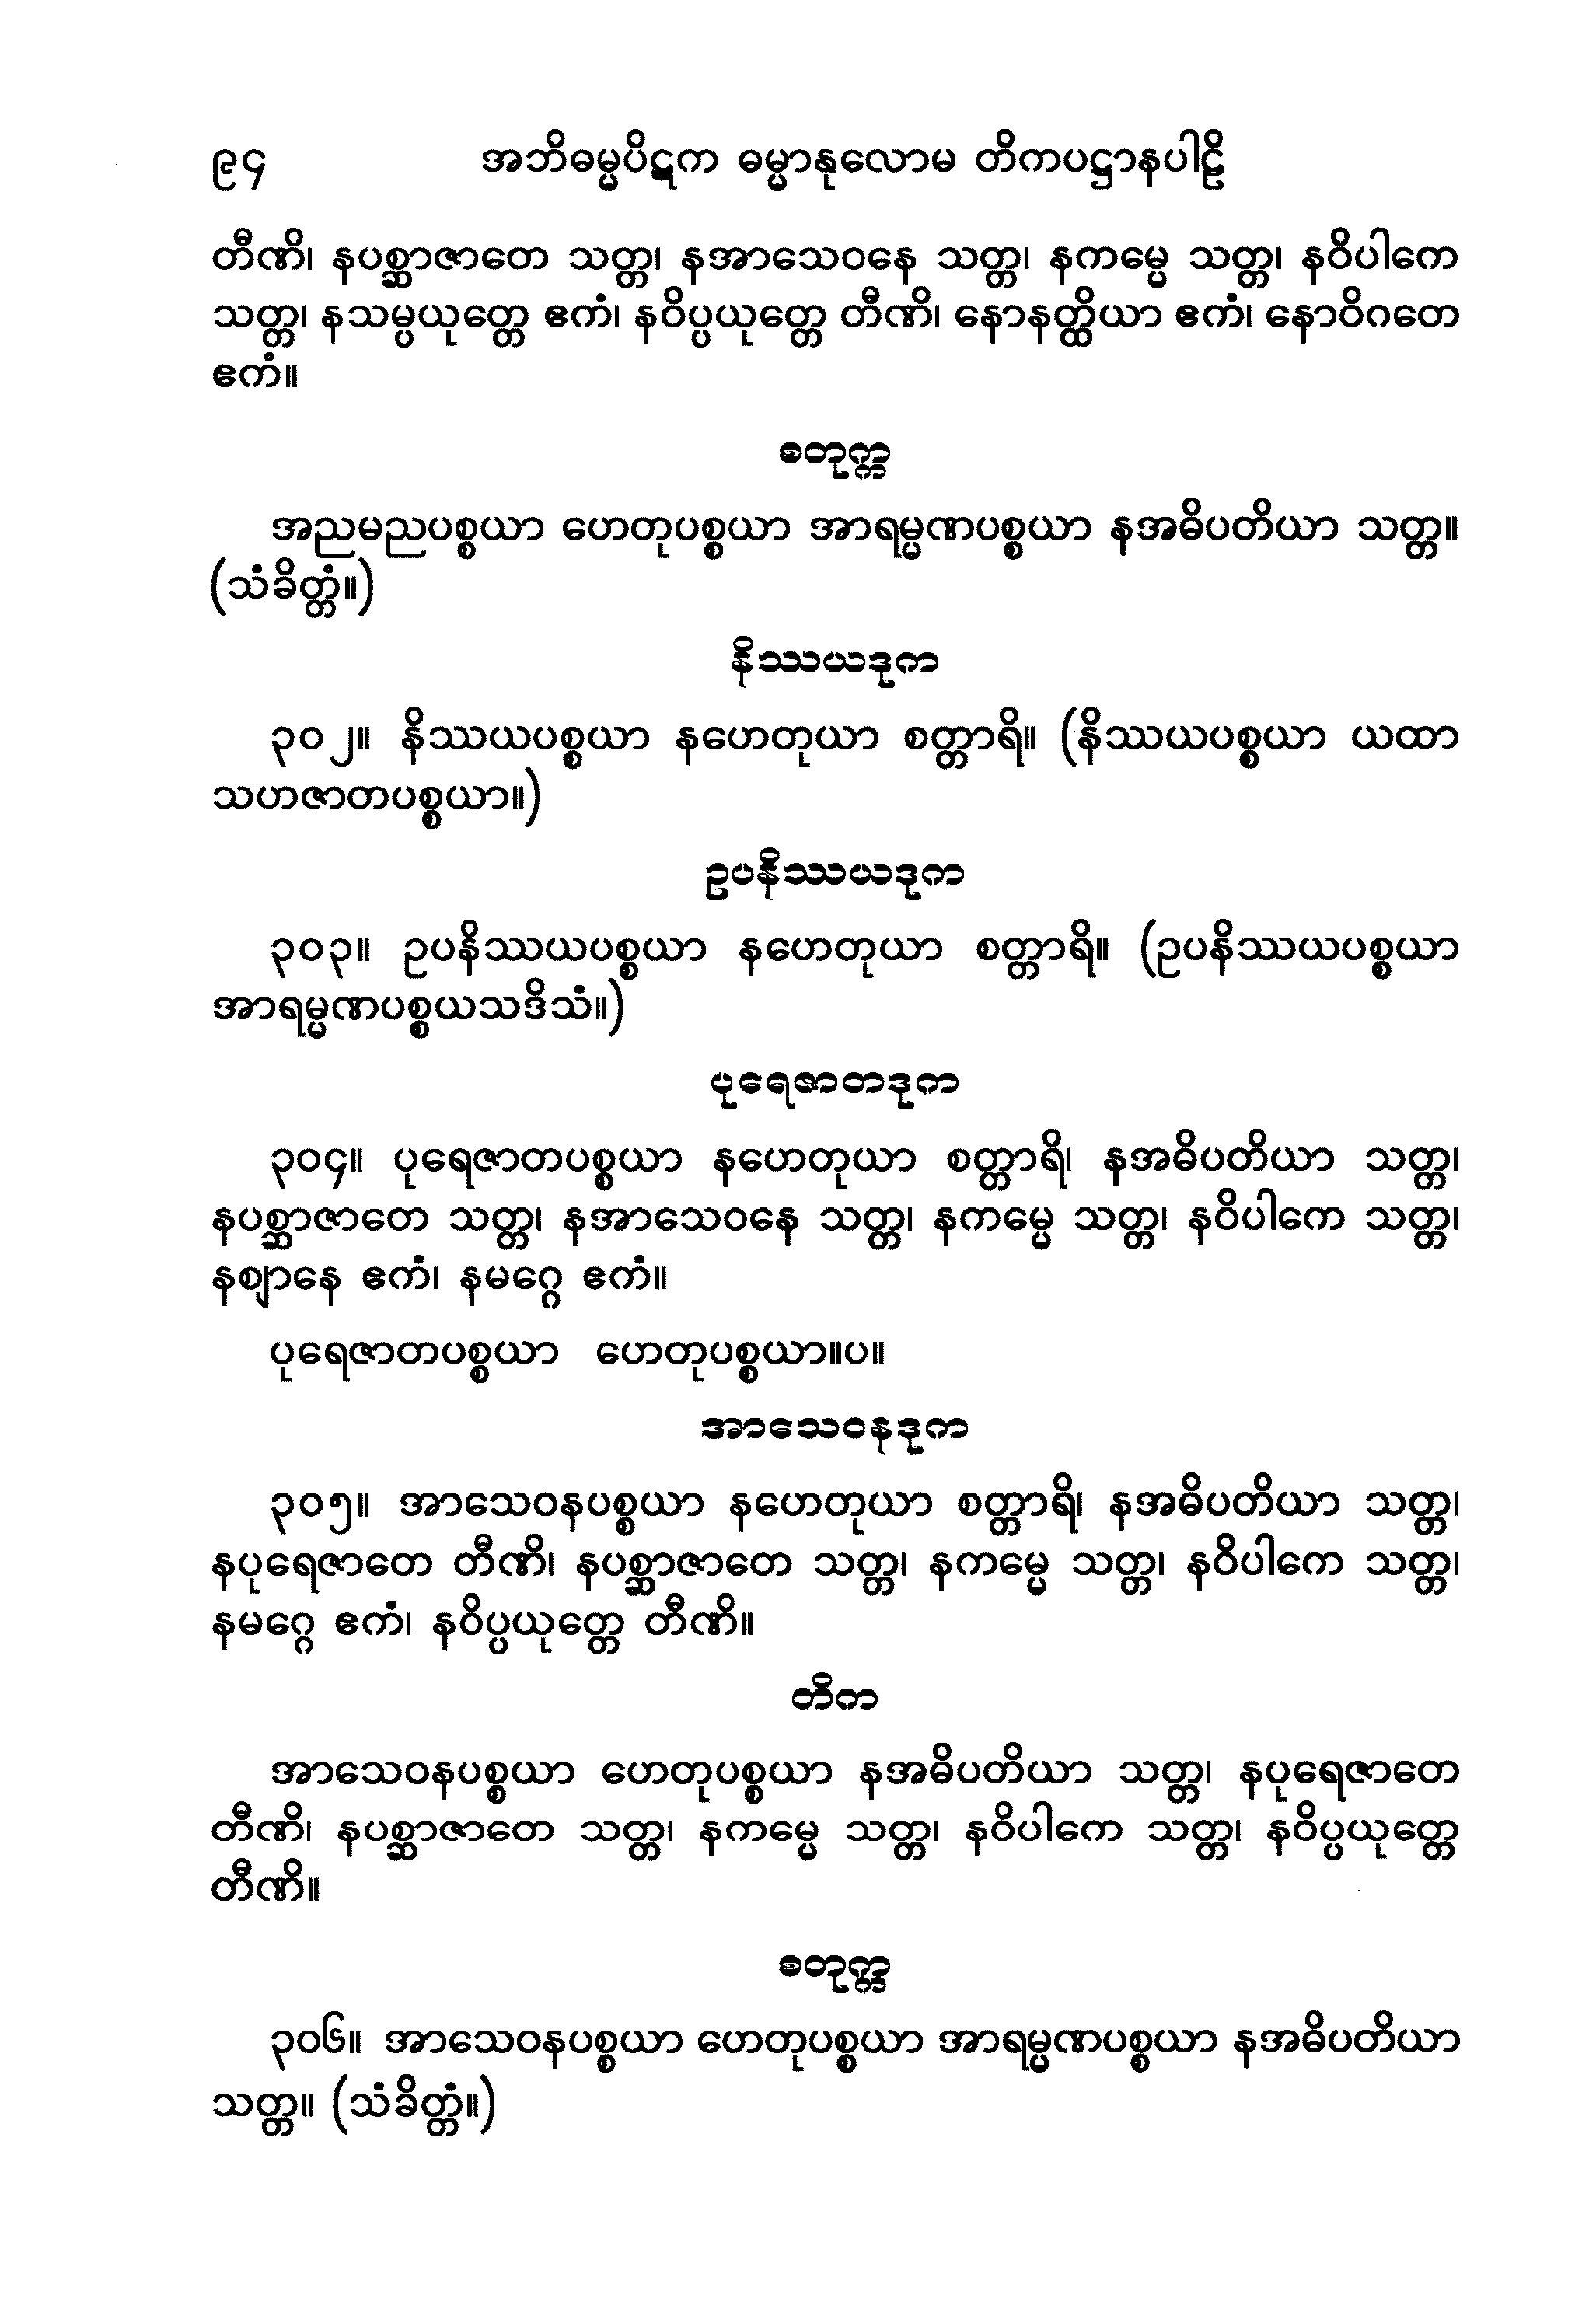 ၉၄ အဘိဓမ္မပိဋက ဓမ္မာနုလောမ တိကပဋ္ဌာနပါဠိ
တီဏိ၊ နပစ္ဆာဇာတေ သတ္တ၊ နအာသေဝနေ သတ္တ၊ နကမ္မေ သတ္တ၊ နဝိပါကေ
သတ္တ၊ နသမ္ပယုတ္တေ ဧကံ၊ နဝိပ္ပယုတ္တေ တီဏိ၊ နောနတ္ထိယာ ဧကံ၊ နောဝိဂတေ
ဧကံ။
စတုက္က
အညမညပစ္စယာ ဟေတုပစ္စယာ အာရမ္မဏပစ္စယာ နအဓိပတိယာ သတ္တ။
(သံခိတ္တံ။)
နိဿယဒုက
၃၀၂။ နိဿယပစ္စယာ နဟေတုယာ စတ္တာရိ။ (နိဿယပစ္စယာ ယထာ
သဟဇာတပစ္စယာ။)
ဥပနိဿယဒုက
၃၀၃။ ဥပနိဿယပစ္စယာ နဟေတုယာ စတ္တာရိ။ (ဥပနိဿယပစ္စယာ
အာရမ္မဏပစ္စယသဒိသံ။)
ပုရေဇာတဒုက
၃၀၄။ ပုရေဇာတပစ္စယာ နဟေတုယာ စတ္တာရိ၊ နအဓိပတိယာ သတ္တ၊
နပစ္ဆာဇာတေ သတ္တ၊ နအာသေဝနေ သတ္တ၊ နကမ္မေ သတ္တ၊ နဝိပါကေ သတ္တ၊
နဈာနေ ဧကံ၊ နမဂ္ဂေ ဧကံ။
ပုရေဇာတပစ္စယာ ဟေတုပစ္စယာ။ပ။
အာသေဝနဒုက
၃၀၅။ အာသေဝနပစ္စယာ နဟေတုယာ စတ္တာရိ၊ နအဓိပတိယာ သတ္တ၊
နပုရေဇာတေ တီဏိ၊ နပစ္ဆာဇာတေ သတ္တ၊ နကမ္မေ သတ္တ၊ နဝိပါကေ သတ္တ၊
နမဂ္ဂေ ဧကံ၊ နဝိပ္ပယုတ္တေ တီဏိ။
တိက
အာသေဝနပစ္စယာ ဟေတုပစ္စယာ နအဓိပတိယာ သတ္တ၊ နပုရေဇာတေ
တီဏိ၊ နပစ္ဆာဇာတေ သတ္တ၊ နကမ္မေ သတ္တ၊ နဝိပါကေ သတ္တ၊ နဝိပ္ပယုတ္တေ
တီဏိ။
စတုက္က
၃၀၆။ အာသေဝနပစ္စယာ ဟေတုပစ္စယာ အာရမ္မဏပစ္စယာ နအဓိပတိယာ
သတ္တ။ (သံခိတ္တံ။)